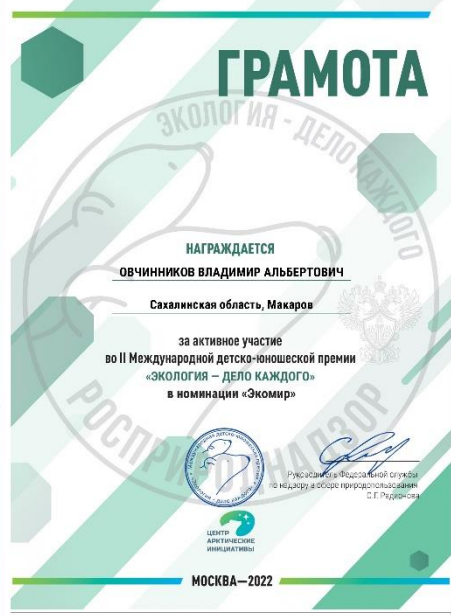 ГРАМОТА
ЭКОЛОГИЯ - ДЕЛО КАЖДОГО
НАГРАЖДАЕТСЯ
ОВЧИННИКОВ ВЛАДИМИР АЛЬБЕРТОВИЧ
Сахалинская область, Макаров
за активное участие
во II Международной детско-юношеской премии
«ЭКОЛОГИЯ – ДЕЛО КАЖДОГО»
в номинации «Экомир»
РОСПРИРОДНАДЗОР
Руководитель Федеральной службы
по надзору в сфере природопользования
С.Г. Радионова
ЦЕНТР
АРКТИЧЕСКИЕ
ИНИЦИАТИВЫ
МОСКВА—2022